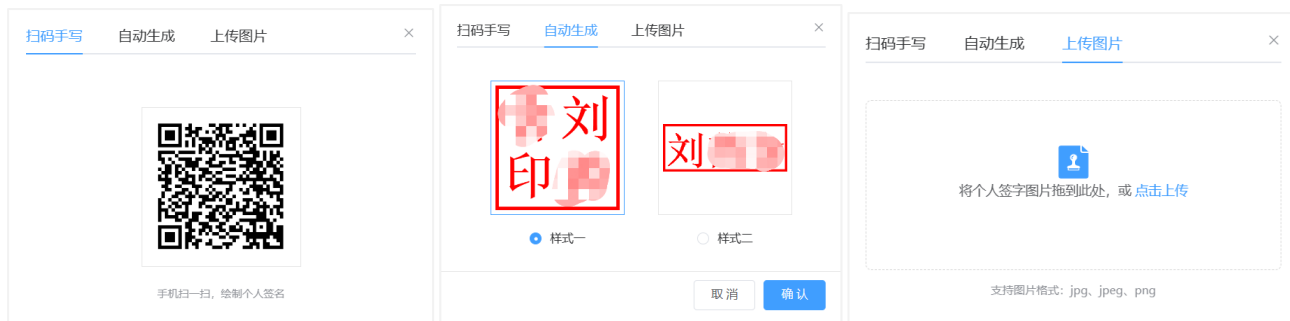 扫码手写 自动生成 上传图片
手机扫一扫，绘制个人签名
扫码手写 自动生成 上传图片
刘
印
刘
样式一 样式二
取消 确认
扫码手写 自动生成 上传图片
将个人签字图片拖到此处，或 点击上传
支持图片格式：jpg、jpeg、png